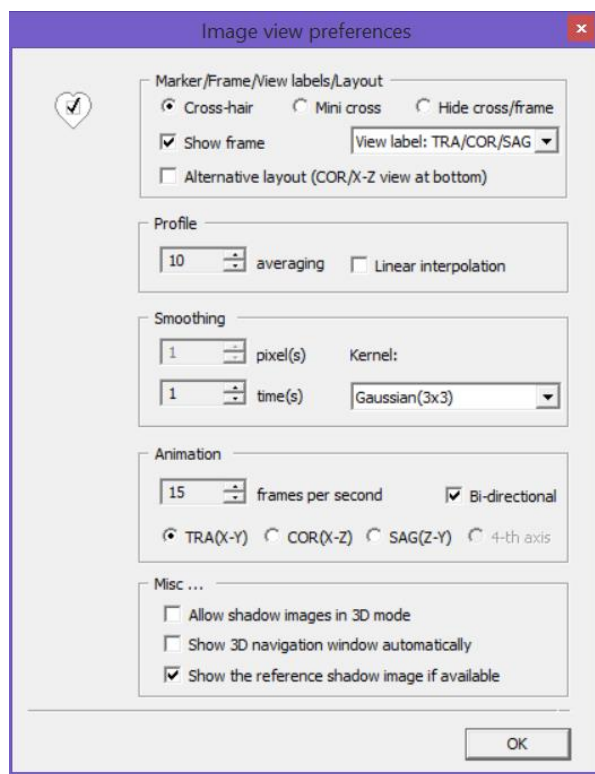 Image view preferences
Marker/Frame/View labels/Layout
Cross-hair Mini cross Hide cross/frame
Show frame View label: TRA/COR/SAG
Alternative layout (COR/X-Z view at bottom)
Profile
10 averaging Linear interpolation
Smoothing
1 pixel(s) Kernel:
1 time(s) Gaussian(3x3)
Animation
15 frames per second Bi-directional
TRA(X-Y) COR(X-Z) SAG(Z-Y) 4-th axis
Misc ...
Allow shadow images in 3D mode
Show 3D navigation window automatically
Show the reference shadow image if available
OK